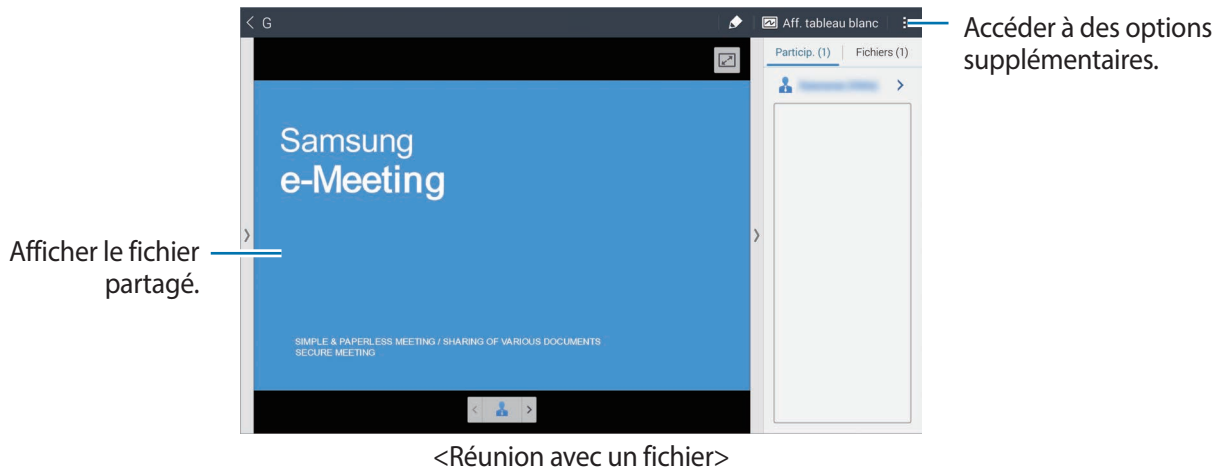 G
Aff. tableau blanc
Accéder à des options
supplémentaires.
Particip. (1)
Fichiers (1)
Samsung
e-Meeting
Afficher le fichier
partagé.
SIMPLE & PAPERLESS MEETING / SHARING OF VARIOUS DOCUMENTS
SECURE MEETING
<Réunion avec un fichier>